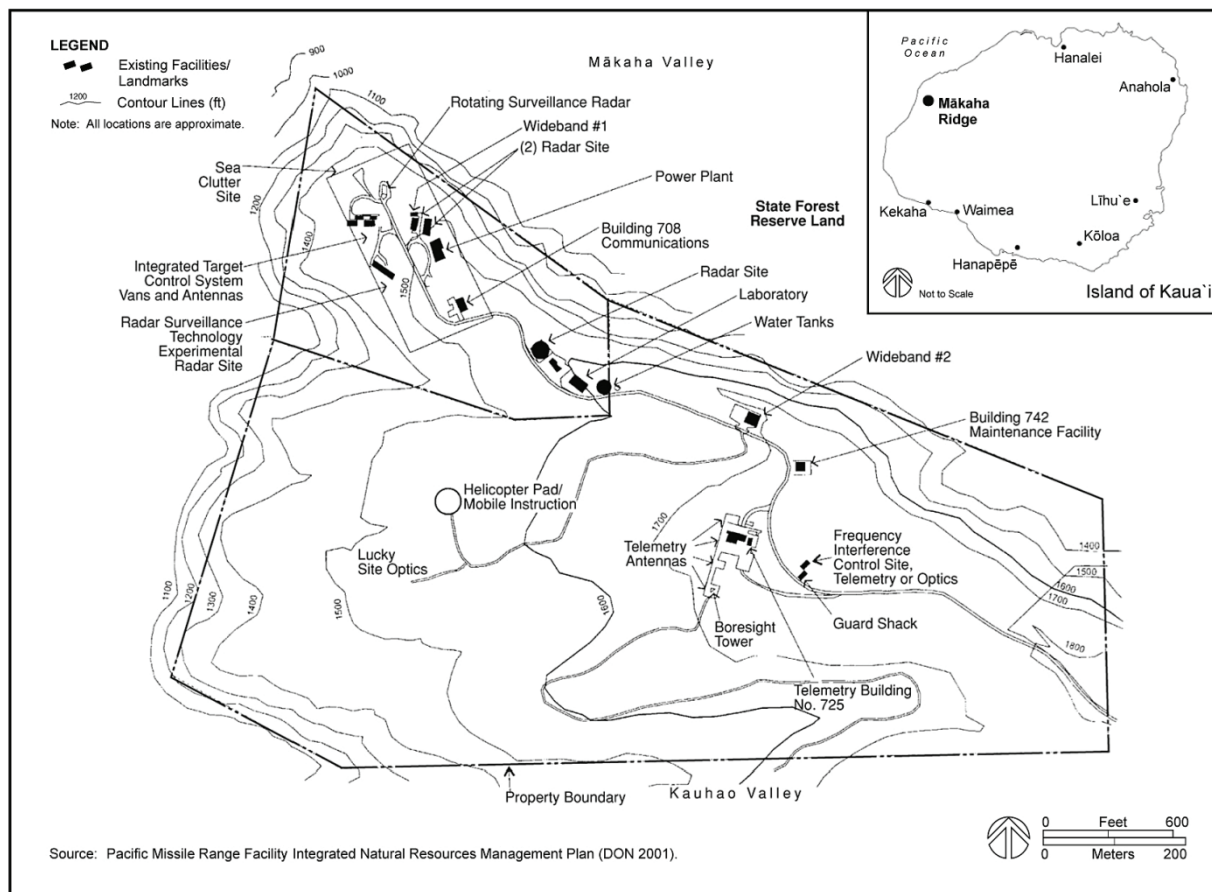 LEGEND
Existing Facilities/
Landmarks
1200
Contour Lines (ft)
Note: All locations are approximate.
900
1000
1100
Mākaha Valley
Rotating Surveillance Radar
Wideband #1
(2) Radar Site
Sea
Clutter
Site
Power Plant
1200
1400
State Forest
Reserve Land
Building 708
Communications
Integrated Target
Control System
Vans and Antennas
1500
Radar Site
Laboratory
Water Tanks
Radar Surveillance
Technology
Experimental
Radar Site
Wideband #2
Building 742
Maintenance Facility
Helicopter Pad/
Mobile Instruction
1700
Lucky
Site Optics
Telemetry
Antennas
Frequency
Interference
Control Site,
Telemetry or Optics
1400
1500
1600
1700
1100
1200
1300
1400
1500
1600
Boresight
Tower
Guard Shack
1800
Telemetry Building
No. 725
Property Boundary
Kauhao Valley
Pacific
Ocean
Hanalei
Anahola
Mākaha
Ridge
Kekaha
Waimea
Līhu`e
Kōloa
Hanapēpē
Not to Scale
Island of Kaua`i
0 Feet 600
0 Meters 200
Source: Pacific Missile Range Facility Integrated Natural Resources Management Plan (DON 2001).